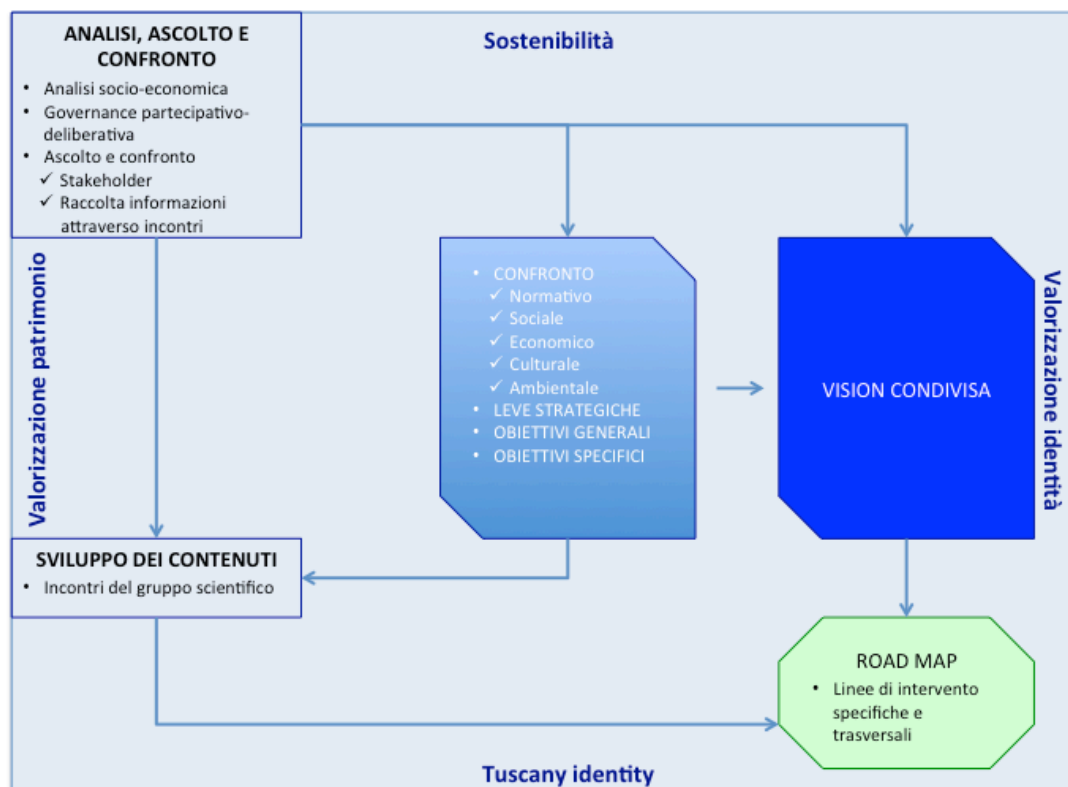 ANALISI, ASCOLTO E
CONFRONTO
• Analisi socio-economica
• Governance partecipativo-
deliberativa
• Ascolto e confronto
✓ Stakeholder
✓ Raccolta informazioni
attraverso incontri
Sostenibilità
Valorizzazione patrimonio
• CONFRONTO
✓ Normativo
✓ Sociale
✓ Economico
✓ Culturale
✓ Ambientale
• LEVE STRATEGICHE
• OBIETTIVI GENERALI
• OBIETTIVI SPECIFICI
VISION CONDIVISA
Valorizzazione identità
SVILUPPO DEI CONTENUTI
• Incontri del gruppo scientifico
ROAD MAP
• Linee di intervento
specifiche e
trasversali
Tuscany identity